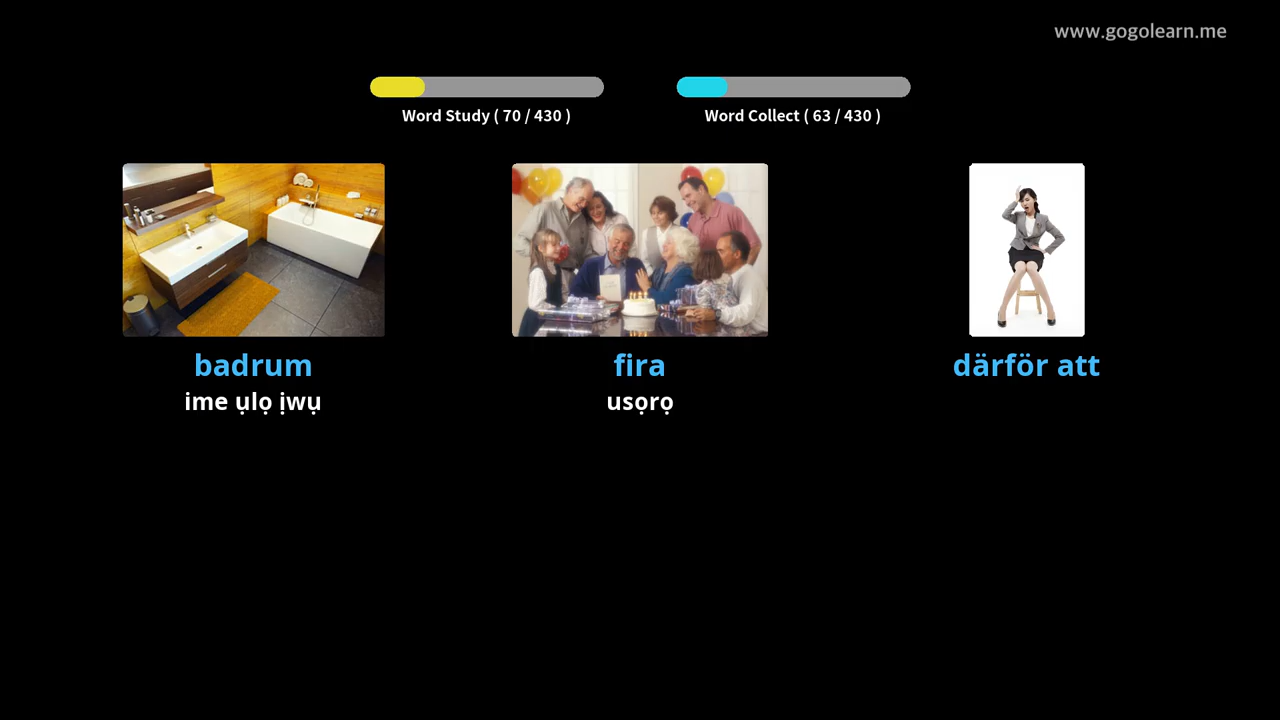 www.gogolearn.me
Word Study ( 70 / 430 )
Word Collect ( 63 / 430 )
badrum
fira
därför att
ime ụlọ ịwụ
usọrọ